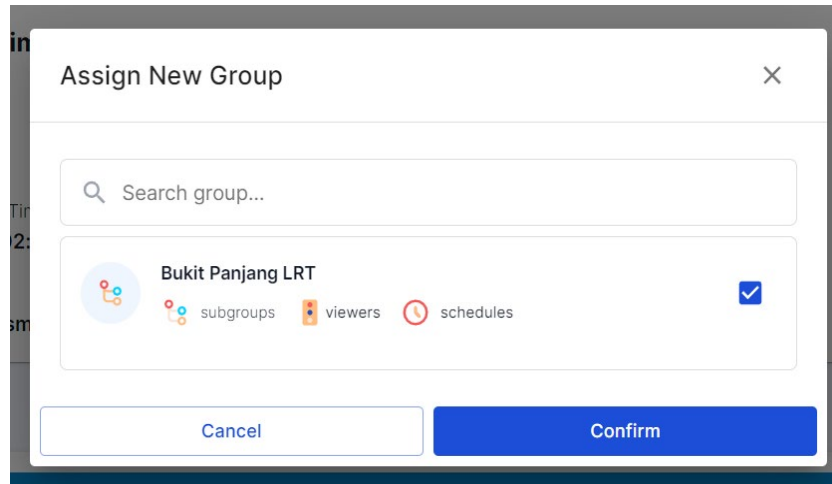 Assign New Group
Search group...
Bukit Panjang LRT
subgroups viewers schedules
Cancel Confirm